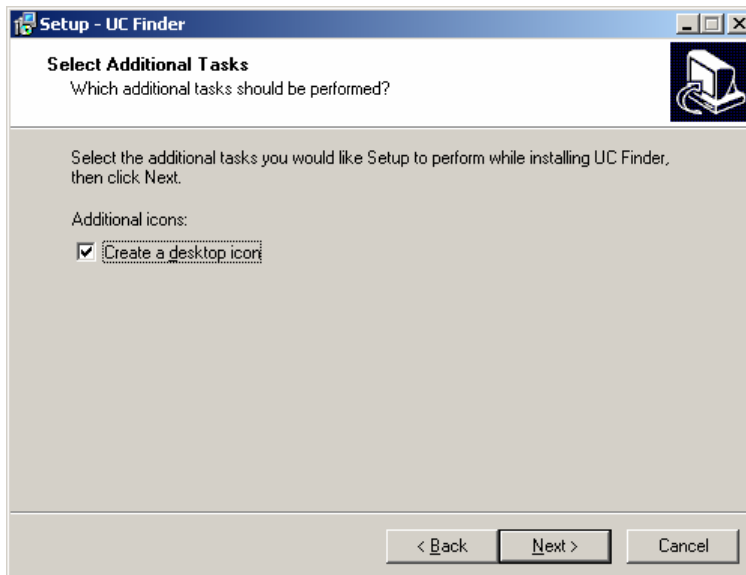 Setup - UC Finder
Select Additional Tasks
Which additional tasks should be performed?
Select the additional tasks you would like Setup to perform while installing UC Finder,
then click Next.
Additional icons:
Create a desktop icon
< Back
Next >
Cancel